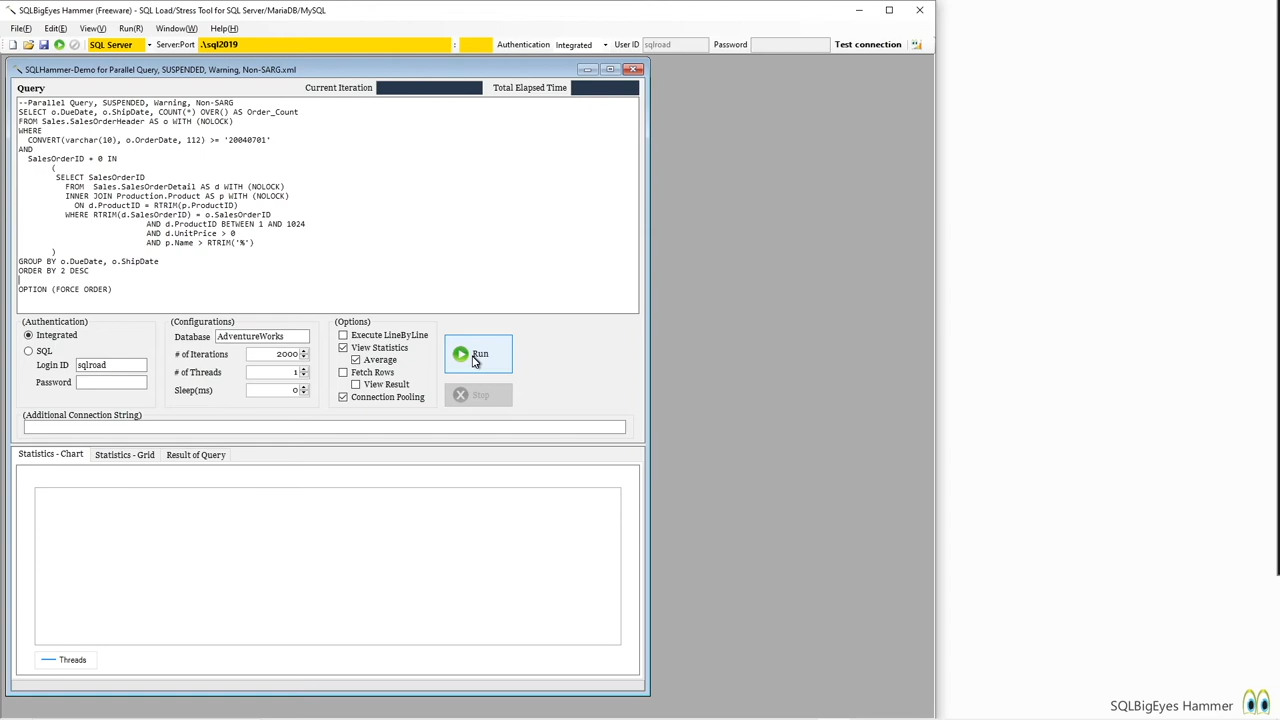 SQLBigEyes Hammer (Freeware) - SQL Load/Stress Tool for SQL Server/MariaDB/MySQL
File(F) Edit(E) View(V) Run(R) Window(W) Help(H)
SQL Server Server:Port .\sql2019 : Authentication Integrated User ID sqlroad Password Test connection
SQLHammer-Demo for Parallel Query, SUSPENDED, Warning, Non-SARG.xml
Query Current Iteration Total Elapsed Time
--Parallel Query, SUSPENDED, Warning, Non-SARG
SELECT o.DueDate, o.ShipDate, COUNT(*) OVER() AS Order_Count
FROM Sales.SalesOrderHeader AS o WITH (NOLOCK)
WHERE
CONVERT(varchar(10), o.OrderDate, 112) >= '20040701'
AND
SalesOrderID + 0 IN
(
SELECT SalesOrderID
FROM Sales.SalesOrderDetail AS d WITH (NOLOCK)
INNER JOIN Production.Product AS p WITH (NOLOCK)
ON d.ProductID = RTRIM(p.ProductID)
WHERE RTRIM(d.SalesOrderID) = o.SalesOrderID
AND d.ProductID BETWEEN 1 AND 1024
AND d.UnitPrice > 0
AND p.Name > RTRIM('%')
)
GROUP BY o.DueDate, o.ShipDate
ORDER BY 2 DESC
OPTION (FORCE ORDER)
(Authentication)
Integrated
SQL
Login ID sqlroad
Password
(Configurations)
Database AdventureWorks
# of Iterations 2000
# of Threads 1
Sleep(ms) 0
(Options)
Execute LineByLine
View Statistics
Average
Fetch Rows
View Result
Connection Pooling
Run
Stop
(Additional Connection String)
Statistics - Chart Statistics - Grid Result of Query
Threads
SQLBigEyes Hammer